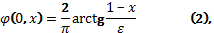 φ(0, x) = 2/π arctg (1 − x)/ε (2),